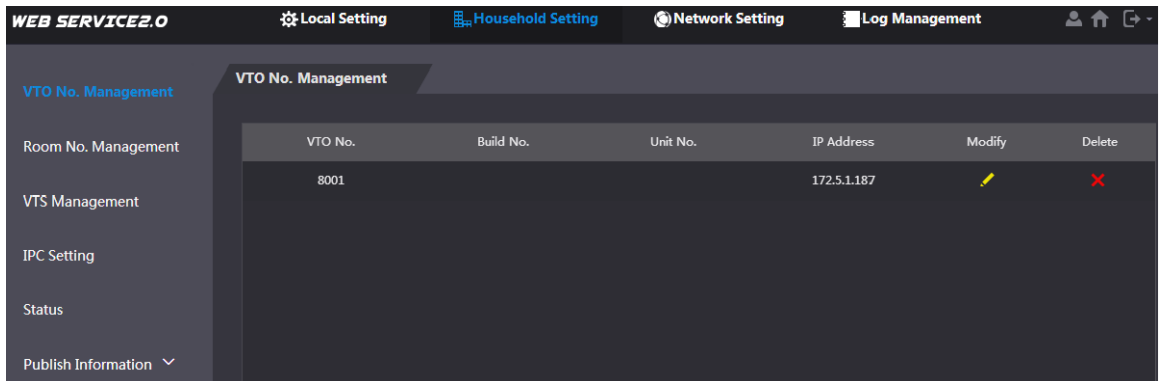 WEB SERVICE2.0 Local Setting Household Setting Network Setting Log Management
VTO No. Management
VTO No. Management
Room No. Management
VTS Management
IPC Setting
Status
Publish Information
VTO No. Build No. Unit No. IP Address Modify Delete
8001 172.5.1.187